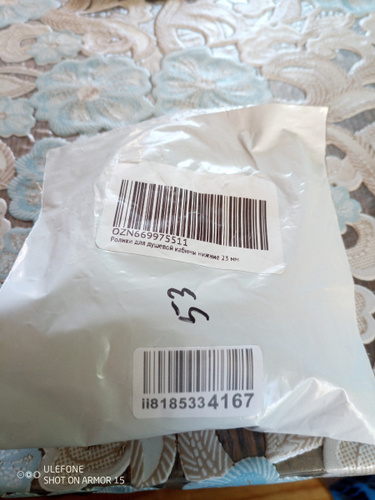 OZN669975511
Ролики для душевой кабины нижние 23 мм
53
ii8185334167
ULEFONE
SHOT ON ARMOR 15